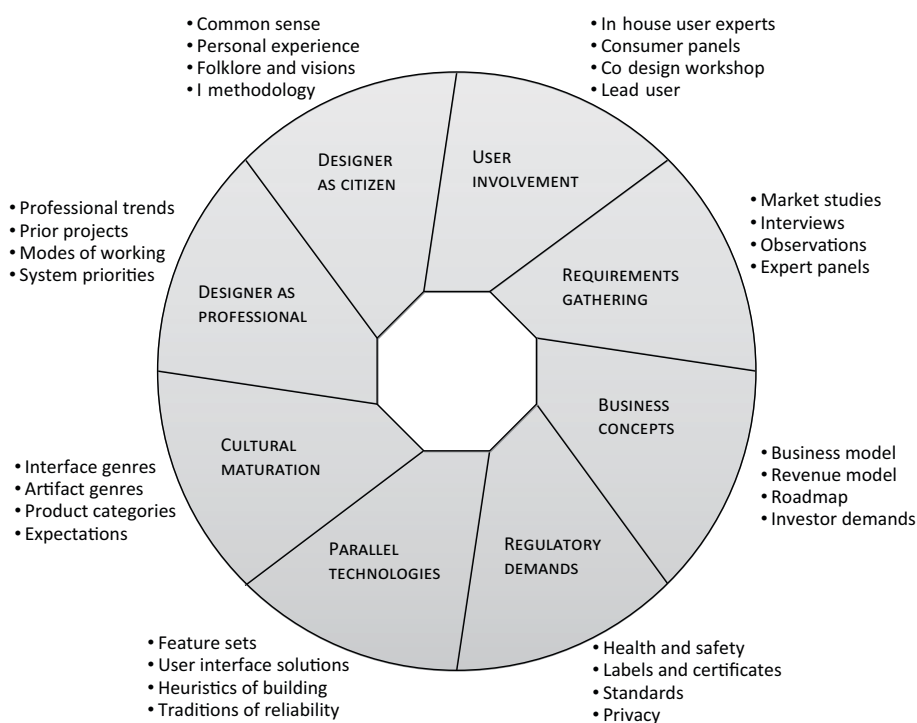 • Common sense
• Personal experience
• Folklore and visions
• I methodology
• In house user experts
• Consumer panels
• Co design workshop
• Lead user
DESIGNER
AS CITIZEN
USER
INVOLVEMENT
• Professional trends
• Prior projects
• Modes of working
• System priorities
• Market studies
• Interviews
• Observations
• Expert panels
DESIGNER AS
PROFESSIONAL
REQUIREMENTS
GATHERING
CULTURAL
MATURATION
BUSINESS
CONCEPTS
• Interface genres
• Artifact genres
• Product categories
• Expectations
• Business model
• Revenue model
• Roadmap
• Investor demands
PARALLEL
TECHNOLOGIES
REGULATORY
DEMANDS
• Feature sets
• User interface solutions
• Heuristics of building
• Traditions of reliability
• Health and safety
• Labels and certificates
• Standards
• Privacy